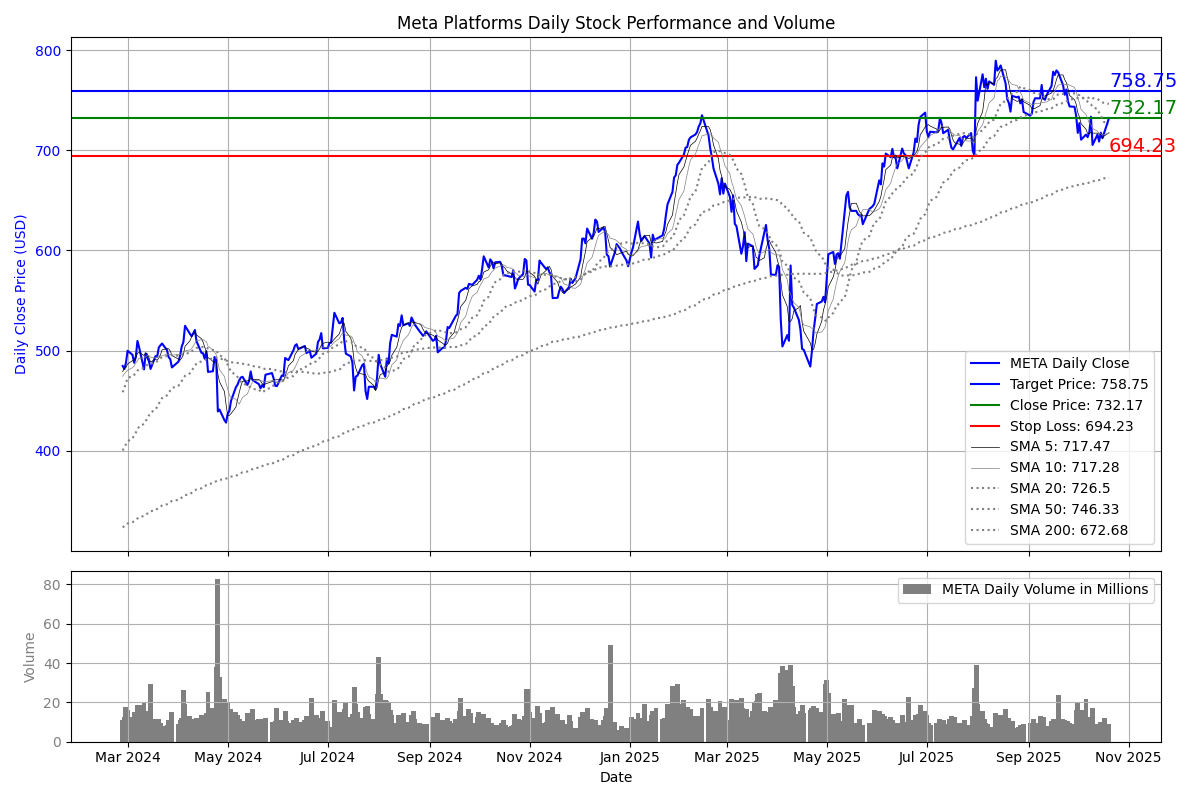 Meta Platforms Daily Stock Performance and Volume
Daily Close Price (USD)
800
700
600
500
400
758.75
732.17
694.23
META Daily Close
Target Price: 758.75
Close Price: 732.17
Stop Loss: 694.23
SMA 5: 717.47
SMA 10: 717.28
SMA 20: 726.5
SMA 50: 746.33
SMA 200: 672.68
Volume
80
60
40
20
0
META Daily Volume in Millions
Mar 2024 May 2024 Jul 2024 Sep 2024 Nov 2024 Jan 2025 Mar 2025 May 2025 Jul 2025 Sep 2025 Nov 2025
Date